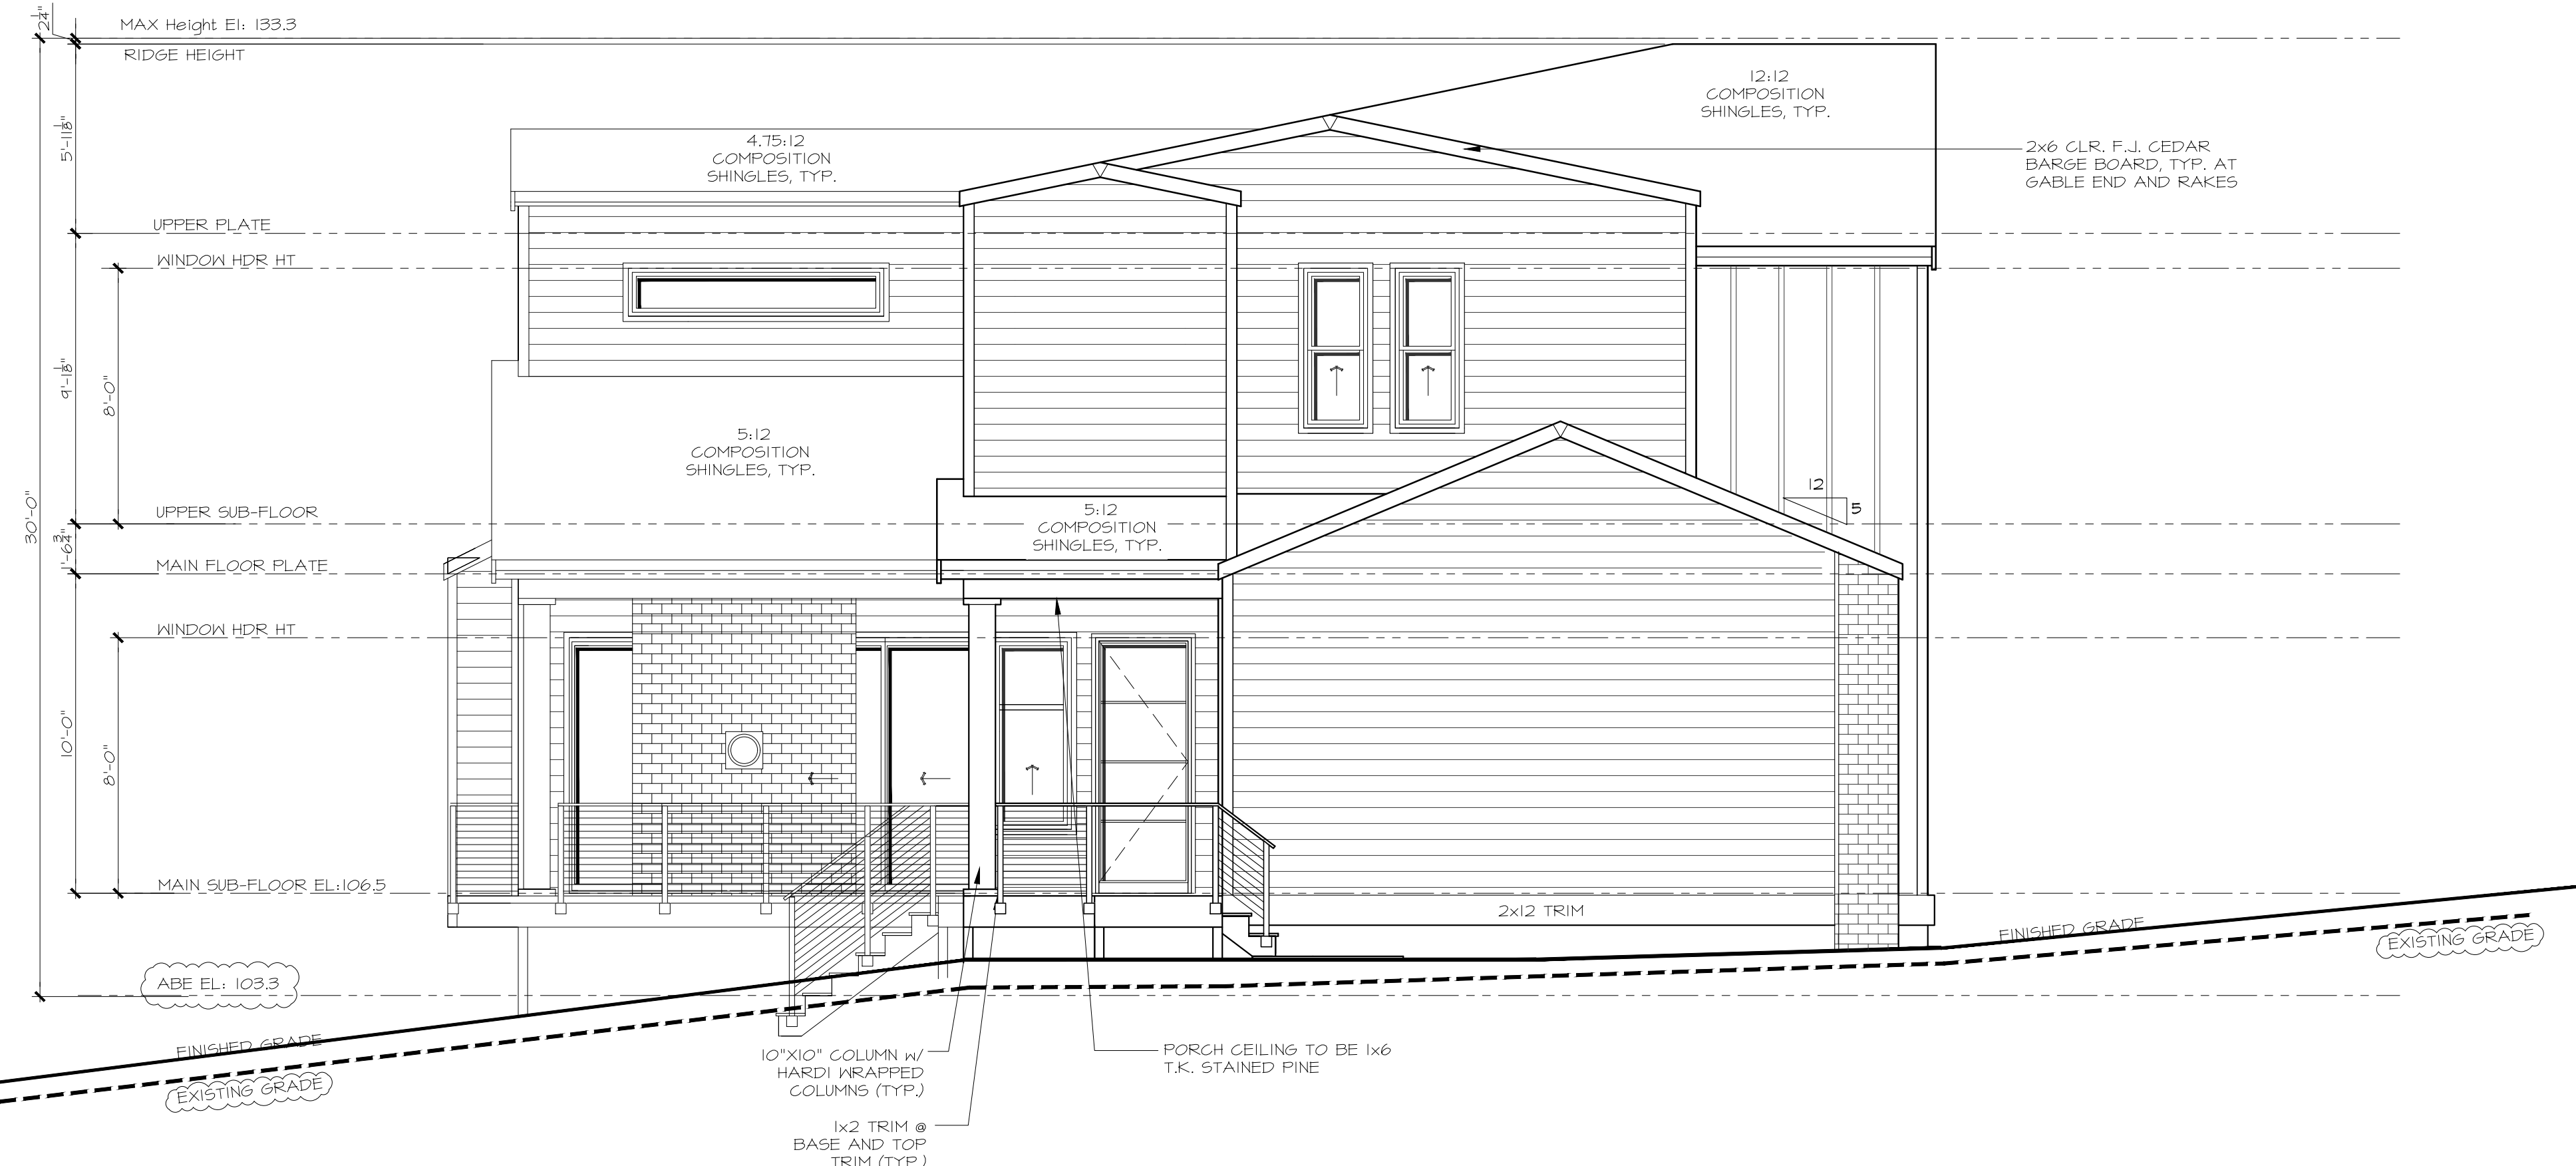 2¼"
MAX Height El: 133.3
RIDGE HEIGHT
12:12
COMPOSITION
SHINGLES, TYP.
4.75:12
COMPOSITION
SHINGLES, TYP.
2x6 CLR. F.J. CEDAR
BARGE BOARD, TYP. AT
GABLE END AND RAKES
5'-11⅛"
UPPER PLATE
WINDOW HDR HT
9'-1⅛"
8'-0"
5:12
COMPOSITION
SHINGLES, TYP.
12
5
30'-0"
UPPER SUB-FLOOR
5:12
COMPOSITION
SHINGLES, TYP.
1'-6¾"
MAIN FLOOR PLATE
WINDOW HDR HT
10'-0"
8'-0"
MAIN SUB-FLOOR EL:106.5
2x12 TRIM
FINISHED GRADE
EXISTING GRADE
ABE EL: 103.3
FINISHED GRADE
EXISTING GRADE
10"X10" COLUMN W/
HARDI WRAPPED
COLUMNS (TYP.)
PORCH CEILING TO BE 1x6
T.K. STAINED PINE
1x2 TRIM @
BASE AND TOP
TRIM (TYP.)